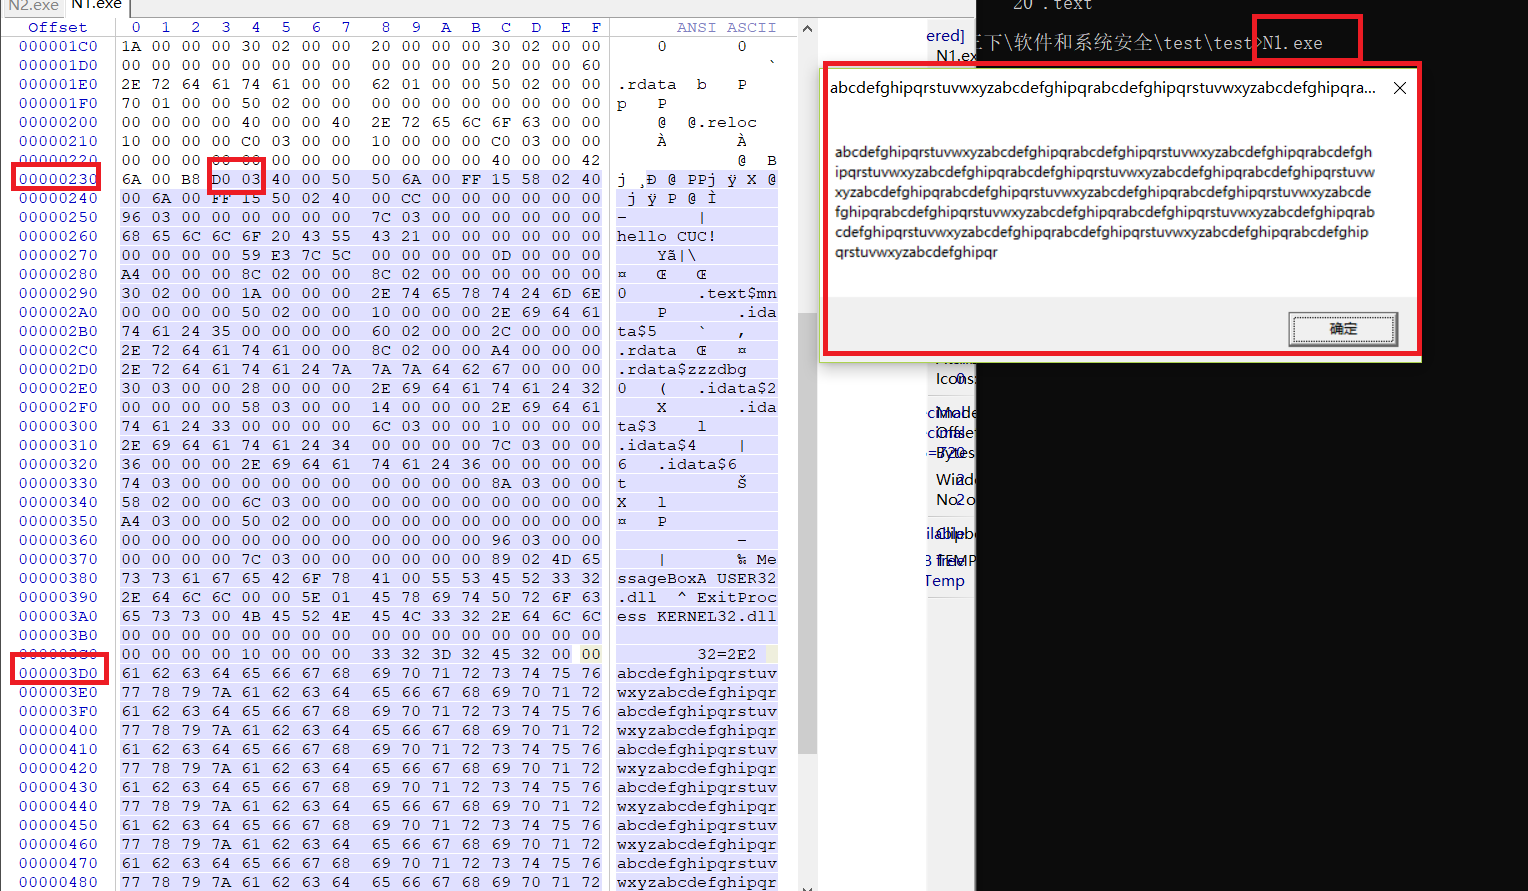 N2.exe N1.exe
Offset 0 1 2 3 4 5 6 7 8 9 A B C D E F ANSI ASCII
000001C0 1A 00 00 00 30 02 00 00 20 00 00 00 30 02 00 00 0 0
000001D0 00 00 00 00 00 00 00 00 00 00 00 00 20 00 00 60 `
000001E0 2E 72 64 61 74 61 00 00 62 01 00 00 50 02 00 00 .rdata b P
000001F0 70 01 00 00 50 02 00 00 00 00 00 00 00 00 00 00 p P
00000200 00 00 00 00 40 00 00 40 2E 72 65 6C 6F 63 00 00 @ @.reloc
00000210 10 00 00 00 C0 03 00 00 10 00 00 00 C0 03 00 00 À À
00000220 00 00 00 00 00 00 00 00 00 00 00 00 40 00 00 42 @ B
00000230 6A 00 B8 D0 03 40 00 50 50 6A 00 FF 15 58 02 40 j ¸Ð @ PPj ÿ X @
00000240 00 6A 00 FF 15 50 02 40 00 CC 00 00 00 00 00 00 j ÿ P @ Ì
00000250 96 03 00 00 00 00 00 00 7C 03 00 00 00 00 00 00 – |
00000260 68 65 6C 6C 6F 20 43 55 43 21 00 00 00 00 00 00 hello CUC!
00000270 00 00 00 00 59 E3 7C 5C 00 00 00 00 0D 00 00 00 Yã|\
00000280 A4 00 00 00 8C 02 00 00 8C 02 00 00 00 00 00 00 ¤ Œ Œ
00000290 30 02 00 00 1A 00 00 00 2E 74 65 78 74 24 6D 6E 0 .text$mn
000002A0 00 00 00 00 50 02 00 00 10 00 00 00 2E 69 64 61 P .ida
000002B0 74 61 24 35 00 00 00 00 60 02 00 00 2C 00 00 00 ta$5 ` ,
000002C0 2E 72 64 61 74 61 00 00 8C 02 00 00 A4 00 00 00 .rdata Œ ¤
000002D0 2E 72 64 61 74 61 24 7A 7A 7A 64 62 67 00 00 00 .rdata$zzzdbg
000002E0 30 03 00 00 28 00 00 00 2E 69 64 61 74 61 24 32 0 ( .idata$2
000002F0 00 00 00 00 58 03 00 00 14 00 00 00 2E 69 64 61 X .ida
00000300 74 61 24 33 00 00 00 00 6C 03 00 00 10 00 00 00 ta$3 l
00000310 2E 69 64 61 74 61 24 34 00 00 00 00 7C 03 00 00 .idata$4 |
00000320 36 00 00 00 2E 69 64 61 74 61 24 36 00 00 00 00 6 .idata$6
00000330 74 03 00 00 00 00 00 00 00 00 00 00 8A 03 00 00 t Š
00000340 58 02 00 00 6C 03 00 00 00 00 00 00 00 00 00 00 X l
00000350 A4 03 00 00 50 02 00 00 00 00 00 00 00 00 00 00 ¤ P
00000360 00 00 00 00 00 00 00 00 00 00 00 00 96 03 00 00 –
00000370 00 00 00 00 7C 03 00 00 00 00 00 00 89 02 4D 65 | ‰ Me
00000380 73 73 61 67 65 42 6F 78 41 00 55 53 45 52 33 32 ssageBoxA USER32
00000390 2E 64 6C 6C 00 00 5E 01 45 78 69 74 50 72 6F 63 .dll ^ ExitProc
000003A0 65 73 73 00 4B 45 52 4E 45 4C 33 32 2E 64 6C 6C ess KERNEL32.dll
000003B0 00 00 00 00 00 00 00 00 00 00 00 00 00 00 00 00
000003C0 00 00 00 00 10 00 00 00 33 32 3D 32 45 32 00 00 32=2E2
000003D0 61 62 63 64 65 66 67 68 69 70 71 72 73 74 75 76 abcdefghipqrstuv
000003E0 77 78 79 7A 61 62 63 64 65 66 67 68 69 70 71 72 wxyzabcdefghipqr
000003F0 61 62 63 64 65 66 67 68 69 70 71 72 73 74 75 76 abcdefghipqrstuv
00000400 77 78 79 7A 61 62 63 64 65 66 67 68 69 70 71 72 wxyzabcdefghipqr
00000410 61 62 63 64 65 66 67 68 69 70 71 72 73 74 75 76 abcdefghipqrstuv
00000420 77 78 79 7A 61 62 63 64 65 66 67 68 69 70 71 72 wxyzabcdefghipqr
00000430 61 62 63 64 65 66 67 68 69 70 71 72 73 74 75 76 abcdefghipqrstuv
00000440 77 78 79 7A 61 62 63 64 65 66 67 68 69 70 71 72 wxyzabcdefghipqr
00000450 61 62 63 64 65 66 67 68 69 70 71 72 73 74 75 76 abcdefghipqrstuv
00000460 77 78 79 7A 61 62 63 64 65 66 67 68 69 70 71 72 wxyzabcdefghipqr
00000470 61 62 63 64 65 66 67 68 69 70 71 72 73 74 75 76 abcdefghipqrstuv
00000480 77 78 79 7A 61 62 63 64 65 66 67 68 69 70 71 72 wxyzabcdefghipqr
20 .text
ered]
N1.ex
下\软件和系统安全\test\test>N1.exe
abcdefghipqrstuvwxyzabcdefghipqrabcdefghipqrstuvwxyzabcdefghipqra...
abcdefghipqrstuvwxyzabcdefghipqrabcdefghipqrstuvwxyzabcdefghipqrabcdefgh
ipqrstuvwxyzabcdefghipqrabcdefghipqrstuvwxyzabcdefghipqrabcdefghipqrstuvw
xyzabcdefghipqrabcdefghipqrstuvwxyzabcdefghipqrabcdefghipqrstuvwxyzabcde
fghipqrabcdefghipqrstuvwxyzabcdefghipqrabcdefghipqrstuvwxyzabcdefghipqrab
cdefghipqrstuvwxyzabcdefghipqrabcdefghipqrstuvwxyzabcdefghipqrabcdefghip
qrstuvwxyzabcdefghipqr
确定
Icons:
Mode
Offset
Bytes
Wind
No. o
Clipb
Temp